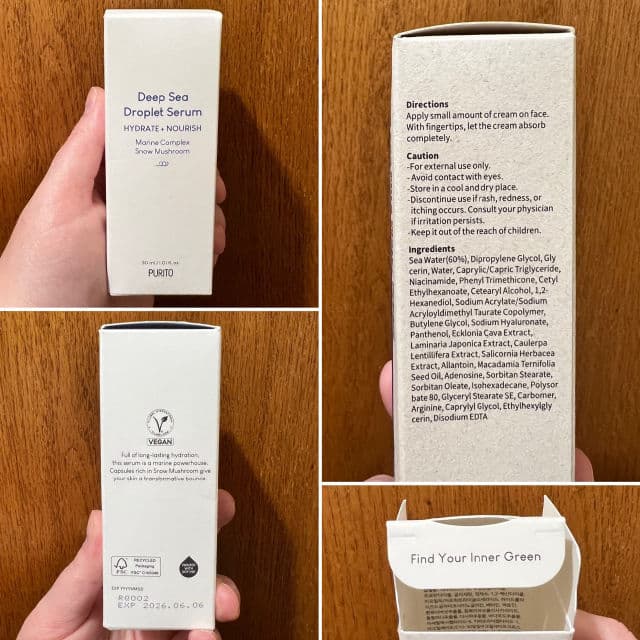 Deep Sea
Droplet Serum
HYDRATE + NOURISH
Marine Complex
Snow Mushroom
30 ml / 1.01 fl.oz
PURITO
Directions
Apply small amount of cream on face.
With fingertips, let the cream absorb
completely.
Caution
-For external use only.
- Avoid contact with eyes.
-Store in a cool and dry place.
-Discontinue use if rash, redness, or
itching occurs. Consult your physician
if irritation persists.
-Keep it out of the reach of children.
Ingredients
Sea Water(60%), Dipropylene Glycol, Gly
cerin, Water, Caprylic/Capric Triglyceride,
Niacinamide, Phenyl Trimethicone, Cetyl
Ethylhexanoate, Cetearyl Alcohol, 1,2-
Hexanediol, Sodium Acrylate/Sodium
Acryloyldimethyl Taurate Copolymer,
Butylene Glycol, Sodium Hyaluronate,
Panthenol, Ecklonia Cava Extract,
Laminaria Japonica Extract, Caulerpa
Lentillifera Extract, Salicornia Herbacea
Extract, Allantoin, Macadamia Ternifolia
Seed Oil, Adenosine, Sorbitan Stearate,
Sorbitan Oleate, Isohexadecane, Polysor
bate 80, Glyceryl Stearate SE, Carbomer,
Arginine, Caprylyl Glycol, Ethylhexylgly
cerin, Disodium EDTA
VEGAN
Full of long-lasting hydration,
this serum is a marine powerhouse.
Capsules rich in Snow Mushroom give
your skin a transformative bounce.
FSC
RECYCLED
Packaging
PRINTED WITH
SOY INK
R0002
EXP 2026.06.06
Find Your Inner Green